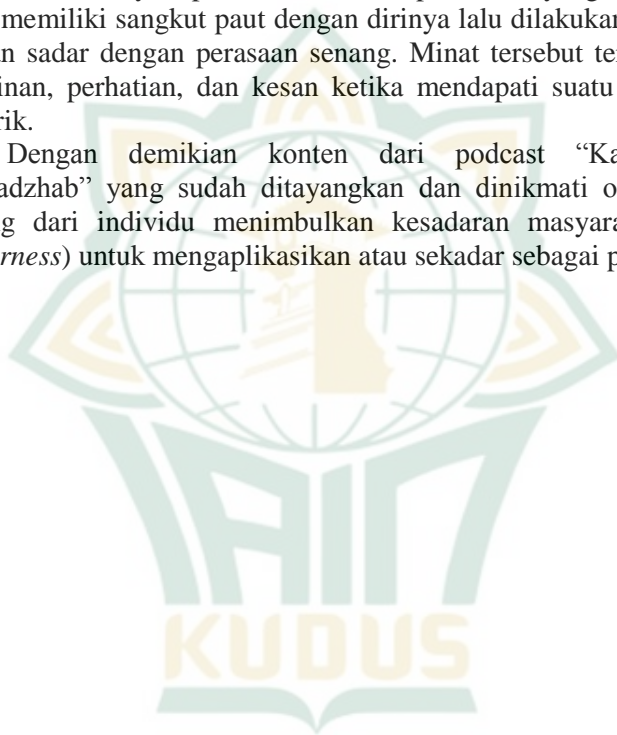 memiliki sangkut paut dengan dirinya lalu dilakukan
n sadar dengan perasaan senang. Minat tersebut ter
inan, perhatian, dan kesan ketika mendapati suatu
rik.
Dengan demikian konten dari podcast “Ka
adzhab” yang sudah ditayangkan dan dinikmati o
g dari individu menimbulkan kesadaran masyara
erness) untuk mengaplikasikan atau sekadar sebagai p
IAIN
KUDUS